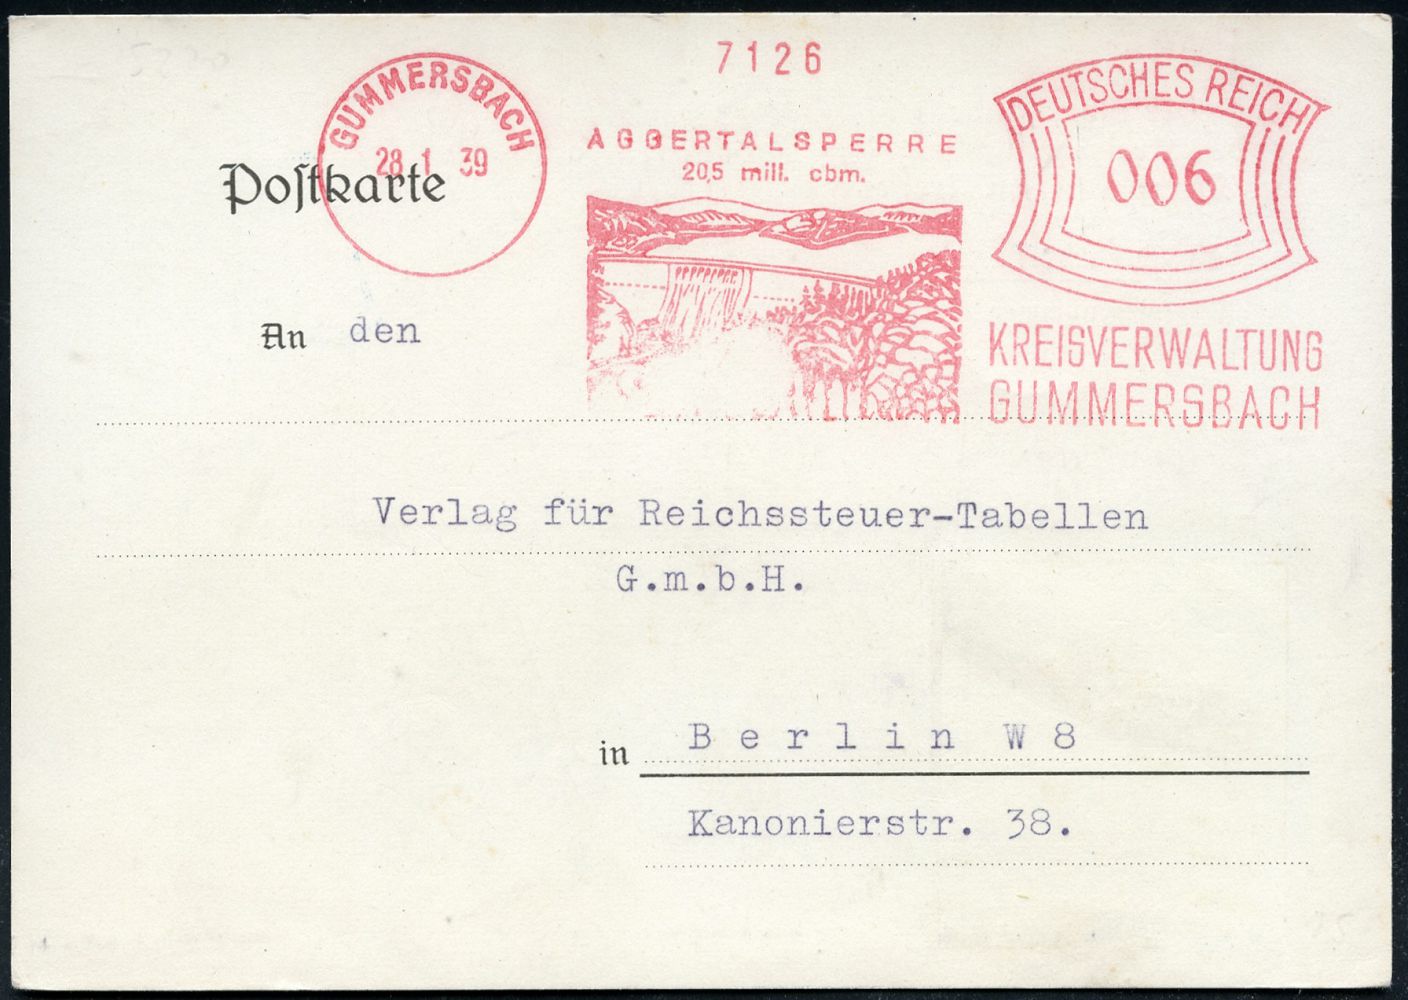 7126
GUMMERSBACH
28.1 39
AGGERTALSPERRE
20,5 mill. cbm.
DEUTSCHES REICH
006
KREISVERWALTUNG
GUMMERSBACH
Poſtkarte
An den
Verlag für Reichssteuer-Tabellen
G.m.b.H.
in Berlin W 8
Kanonierstr. 38.